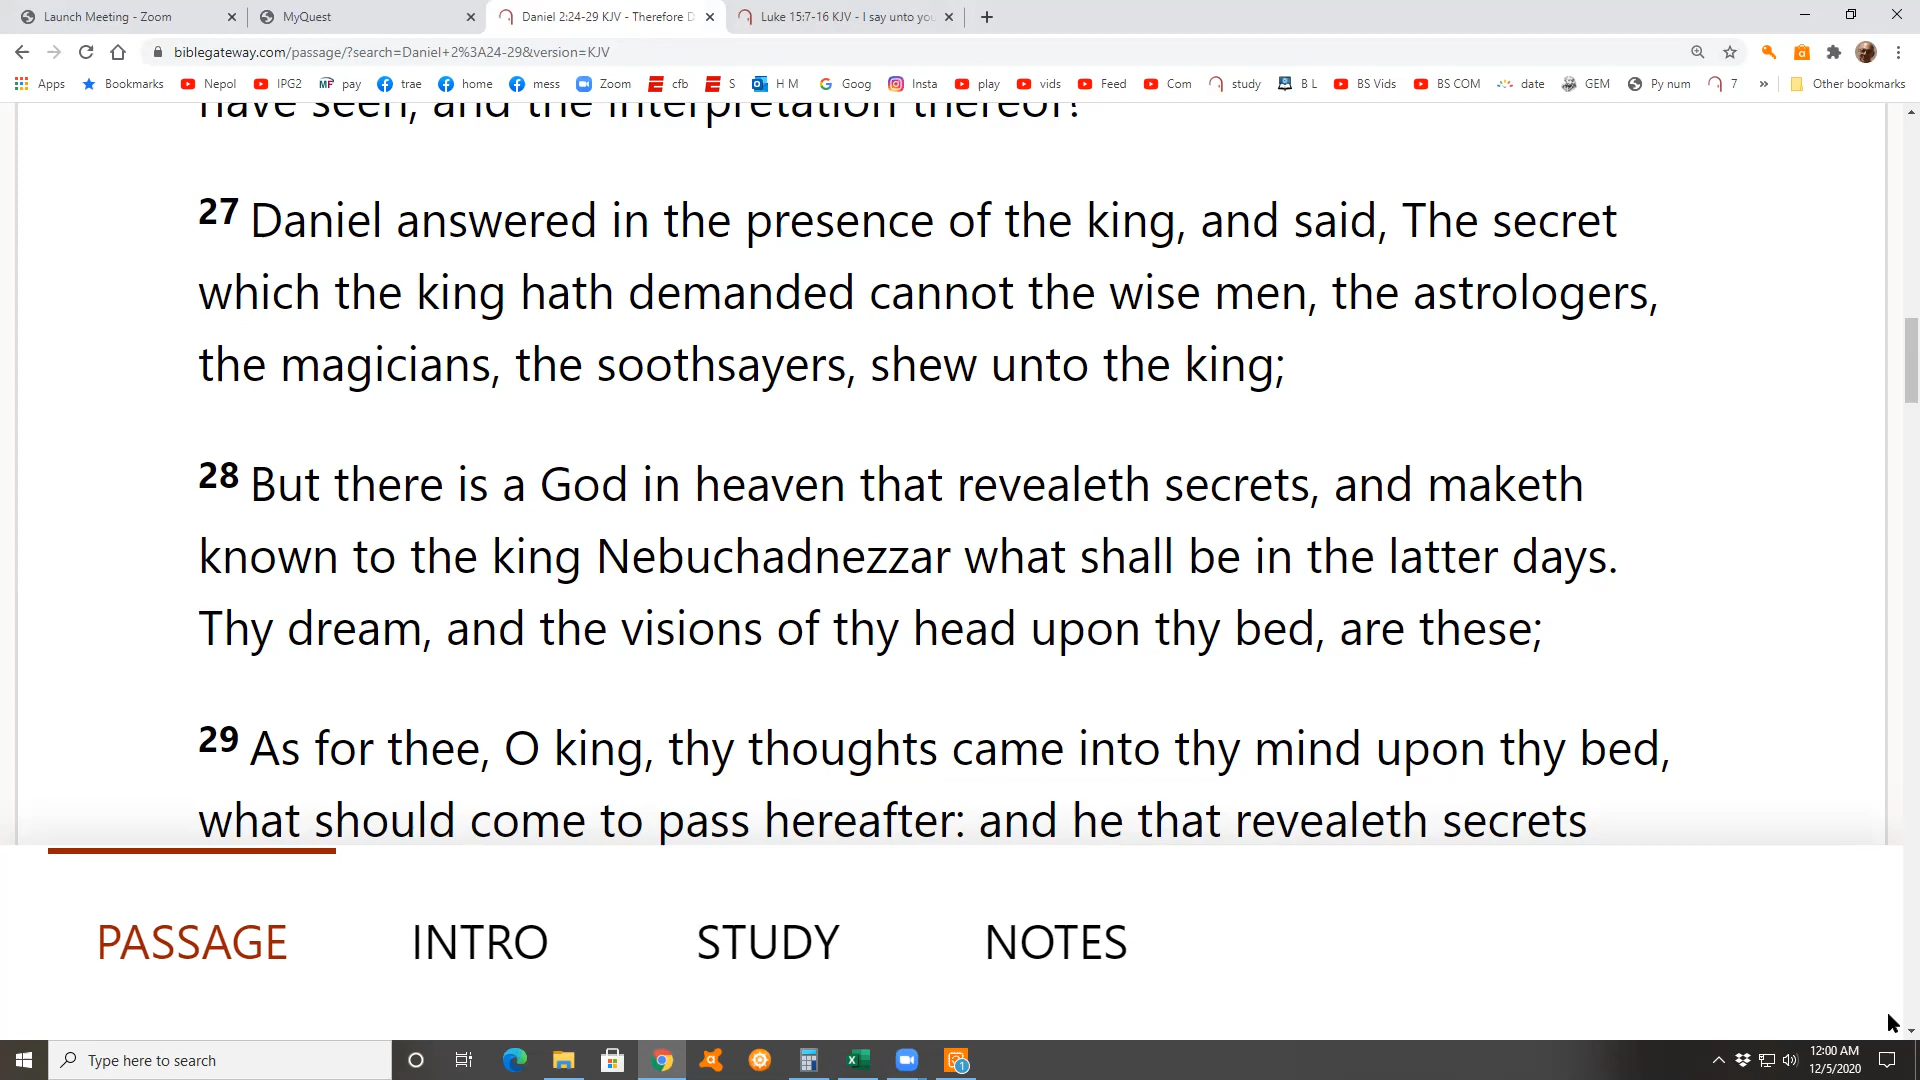 Launch Meeting - Zoom
MyQuest
Daniel 2:24-29 KJV - Therefore D
Luke 15:7-16 KJV - I say unto you
biblegateway.com/passage/?search=Daniel+2%3A24-29&version=KJV
Apps Bookmarks Nepol IPG2 pay trae home mess Zoom cfb S H M Goog Insta play vids Feed Com study B L BS Vids BS COM date GEM Py num 7 » Other bookmarks
have seen, and the interpretation thereof?
27 Daniel answered in the presence of the king, and said, The secret
which the king hath demanded cannot the wise men, the astrologers,
the magicians, the soothsayers, shew unto the king;
28 But there is a God in heaven that revealeth secrets, and maketh
known to the king Nebuchadnezzar what shall be in the latter days.
Thy dream, and the visions of thy head upon thy bed, are these;
29 As for thee, O king, thy thoughts came into thy mind upon thy bed,
what should come to pass hereafter: and he that revealeth secrets
PASSAGE INTRO STUDY NOTES
Type here to search
12:00 AM
12/5/2020